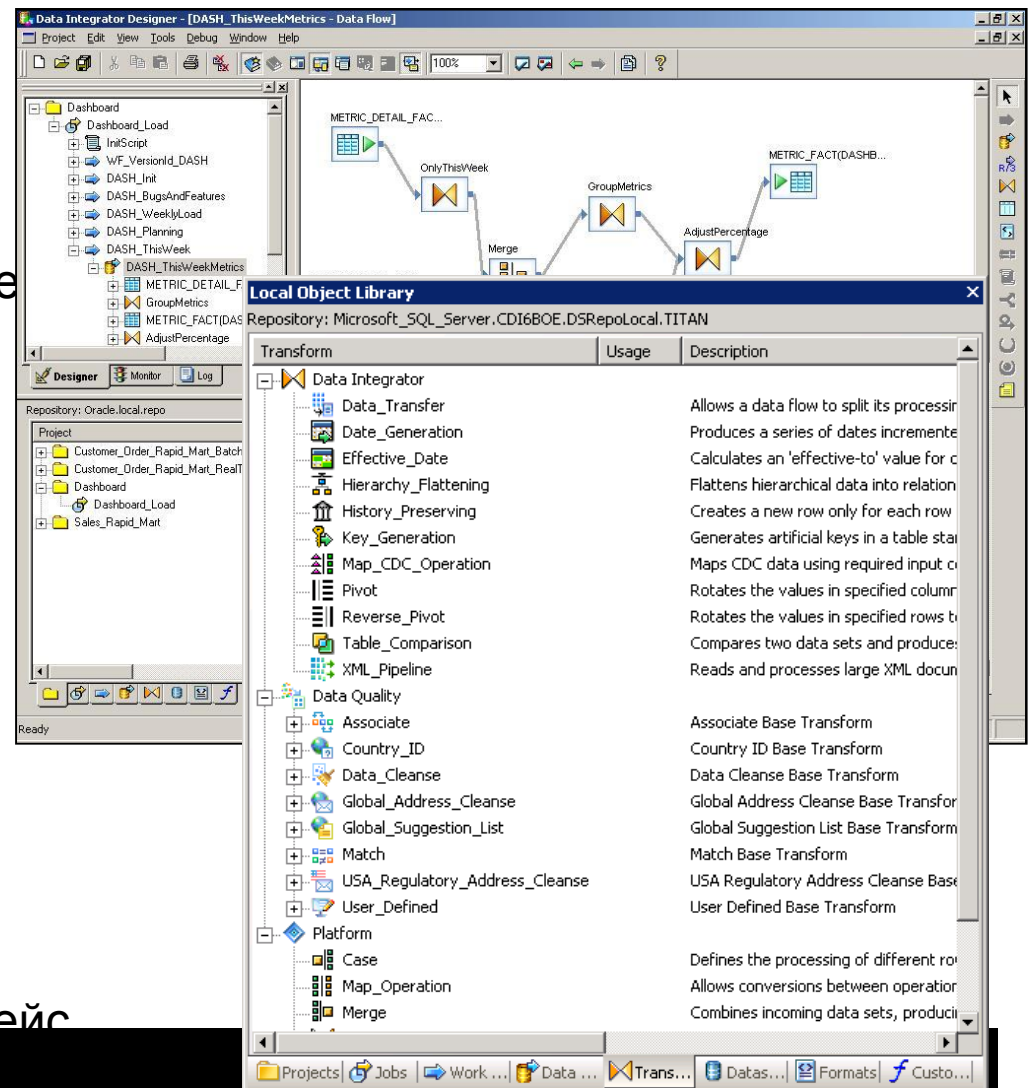 Data Integrator Designer - [DASH_ThisWeekMetrics - Data Flow]
Project Edit View Tools Debug Window Help
100%
Dashboard
Dashboard_Load
InitScript
WF_VersionId_DASH
DASH_Init
DASH_BugsAndFeatures
DASH_WeeklyLoad
DASH_Planning
DASH_ThisWeek
DASH_ThisWeekMetrics
METRIC_DETAIL_F
GroupMetrics
METRIC_FACT(DAS
AdjustPercentage
Designer Monitor Log
METRIC_DETAIL_FAC...
OnlyThisWeek
Merge
GroupMetrics
AdjustPercentage
METRIC_FACT(DASHB...
R/3
Repository: Oracle.local.repo
Project
Customer_Order_Rapid_Mart_Batch
Customer_Order_Rapid_Mart_RealT
Dashboard
Dashboard_Load
Sales_Rapid_Mart
Ready
Local Object Library
Repository: Microsoft_SQL_Server.CDI6BOE.DSRepoLocal.TITAN
Transform Usage Description
Data Integrator
Data_Transfer Allows a data flow to split its processin
Date_Generation Produces a series of dates incremente
Effective_Date Calculates an 'effective-to' value for
Hierarchy_Flattening Flattens hierarchical data into relation
History_Preserving Creates a new row only for each row
Key_Generation Generates artificial keys in a table sta
Map_CDC_Operation Maps CDC data using required input
Pivot Rotates the values in specified column
Reverse_Pivot Rotates the values in specified rows
Table_Comparison Compares two data sets and produces
XML_Pipeline Reads and processes large XML docum
Data Quality
Associate Associate Base Transform
Country_ID Country ID Base Transform
Data_Cleanse Data Cleanse Base Transform
Global_Address_Cleanse Global Address Cleanse Base Transfor
Global_Suggestion_List Global Suggestion List Base Transform
Match Match Base Transform
USA_Regulatory_Address_Cleanse USA Regulatory Address Cleanse Base
User_Defined User Defined Base Transform
Platform
Case Defines the processing of different
Map_Operation Allows conversions between operation
Merge Combines incoming data sets, produci
Projects Jobs Work ... Data ... Trans... Datas... Formats Custo...
ейс